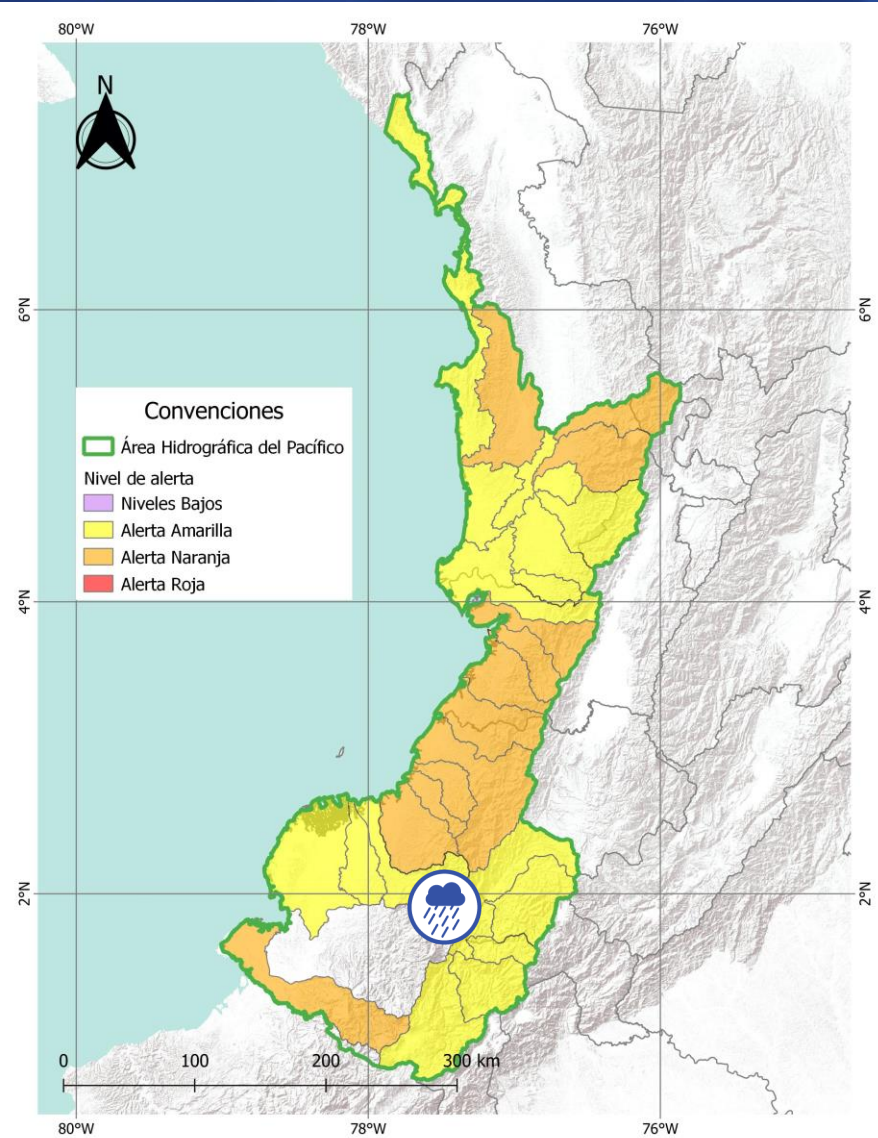 80°W 78°W 76°W
N
6°N 6°N
Convenciones
Área Hidrográfica del Pacífico
Nivel de alerta
Niveles Bajos
Alerta Amarilla
Alerta Naranja
Alerta Roja
4°N 4°N
2°N 2°N
0 100 200 300 km
80°W 78°W 76°W